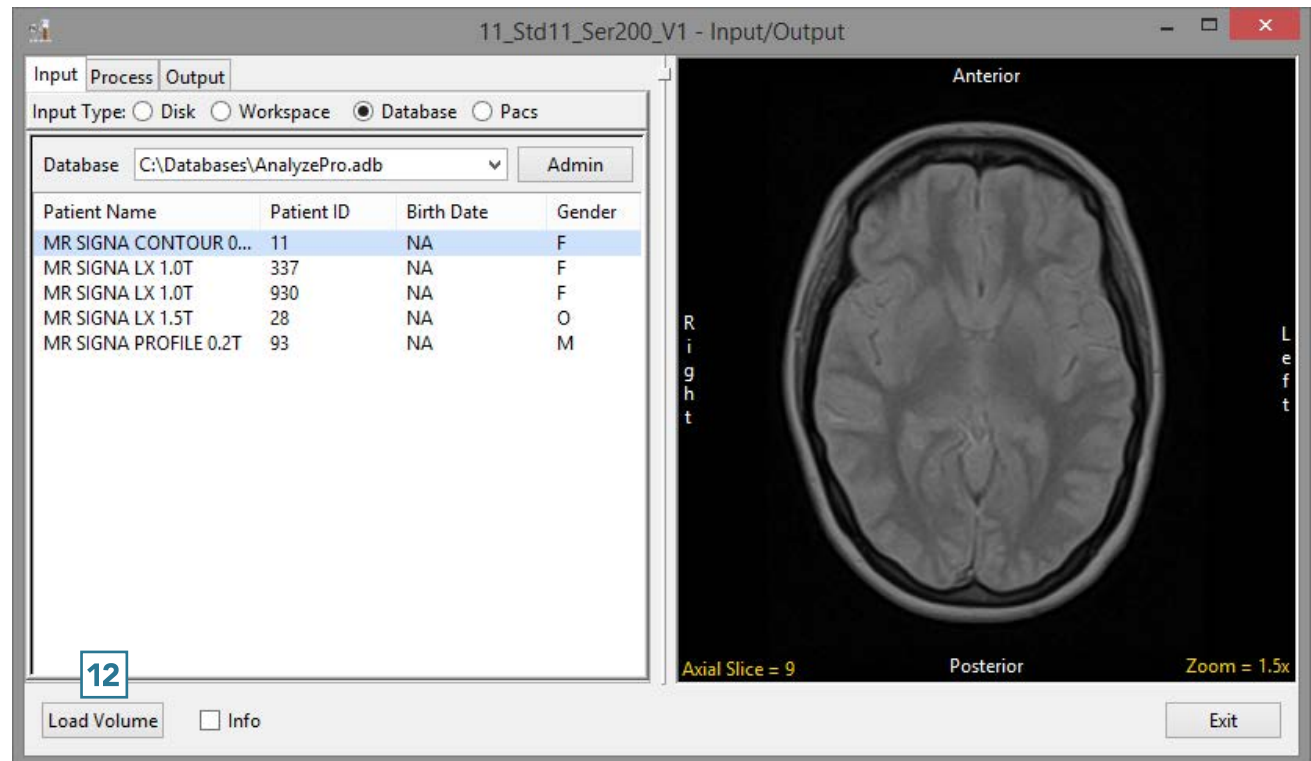 11_Std11_Ser200_V1 - Input/Output
Input Process Output
Input Type: Disk Workspace Database Pacs
Database C:\Databases\AnalyzePro.adb Admin
Patient Name Patient ID Birth Date Gender
MR SIGNA CONTOUR 0... 11 NA F
MR SIGNA LX 1.0T 337 NA F
MR SIGNA LX 1.0T 930 NA F
MR SIGNA LX 1.5T 28 NA O
MR SIGNA PROFILE 0.2T 93 NA M
12
Load Volume Info
Anterior
Right
Left
Axial Slice = 9 Posterior Zoom = 1.5x
Exit